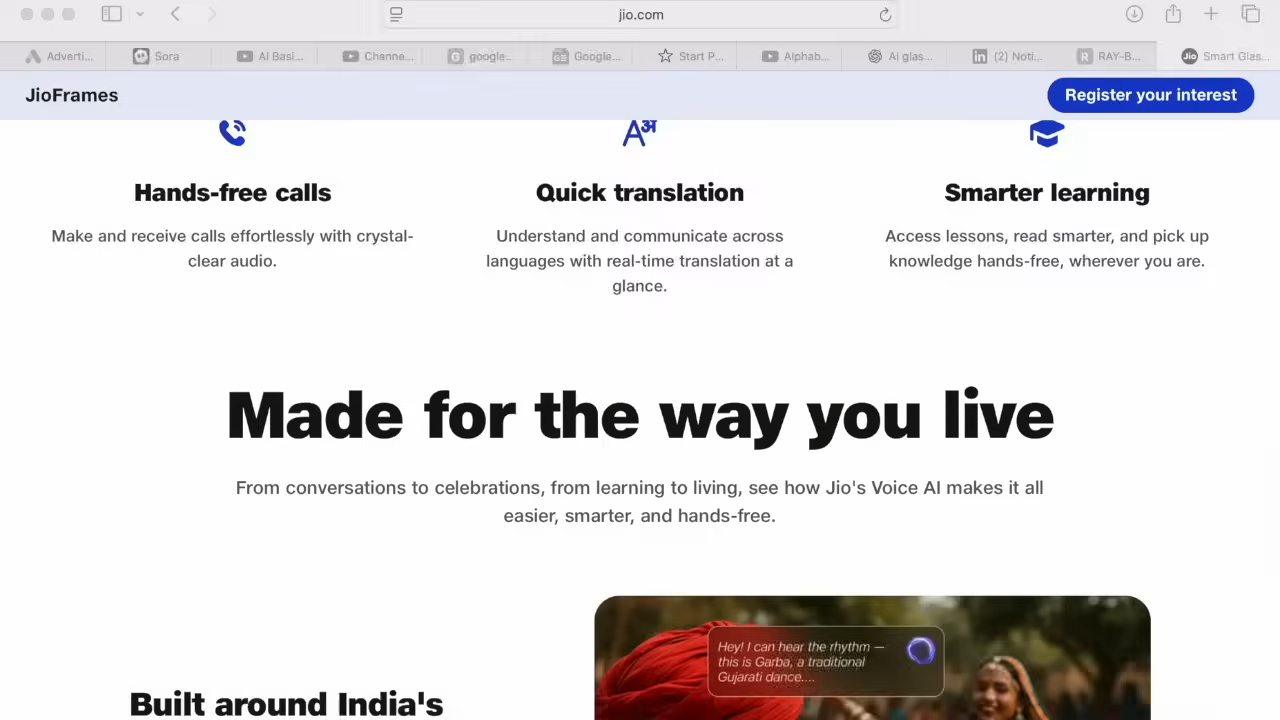 jio.com
Adverti...
Sora
AI Basi...
Channe...
google:...
Google...
Start P...
Alphab...
Ai glas...
(2) Noti...
RAY-B...
Smart Glas...
JioFrames
Register your interest
Hands-free calls
Quick translation
Smarter learning
Make and receive calls effortlessly with crystal-
clear audio.
Understand and communicate across
languages with real-time translation at a
glance.
Access lessons, read smarter, and pick up
knowledge hands-free, wherever you are.
Made for the way you live
From conversations to celebrations, from learning to living, see how Jio's Voice AI makes it all
easier, smarter, and hands-free.
Hey! I can hear the rhythm —
this is Garba, a traditional
Gujarati dance....
Built around India's